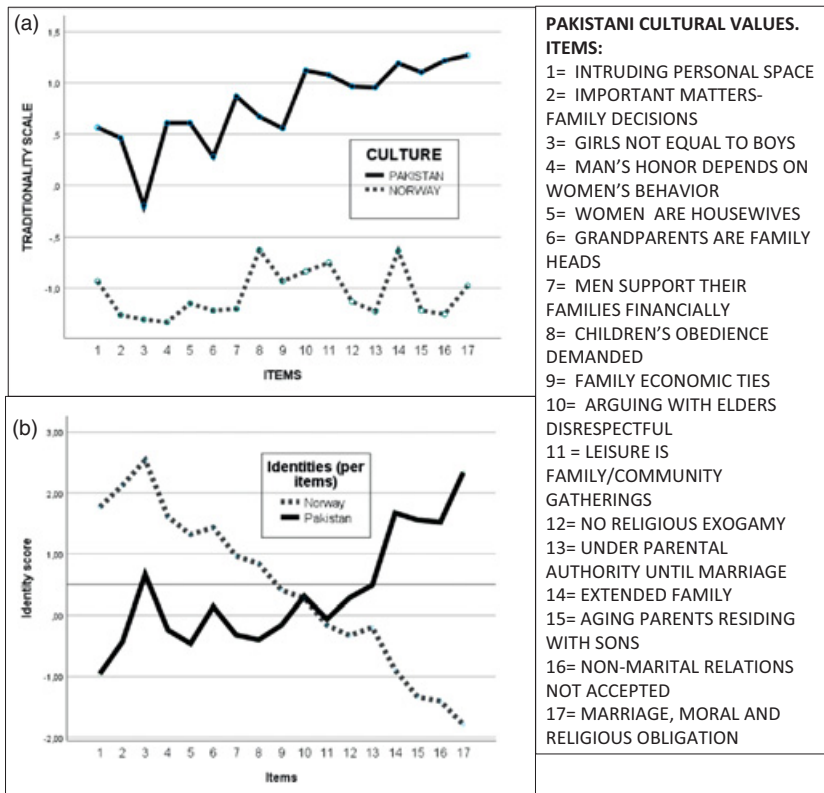 (a)
1,5
1,0
,5
,0
-,5
-1,0
TRADITIONALITY SCALE
CULTURE
PAKISTAN
NORWAY
1 2 3 4 5 6 7 8 9 10 11 12 13 14 15 16 17
ITEMS
(b)
3,00
2,00
1,00
,00
-1,00
-2,00
Identity score
Identities (per
items)
Norway
Pakistan
1 2 3 4 5 6 7 8 9 10 11 12 13 14 15 16 17
Items
PAKISTANI CULTURAL VALUES.
ITEMS:
1= INTRUDING PERSONAL SPACE
2= IMPORTANT MATTERS-
FAMILY DECISIONS
3= GIRLS NOT EQUAL TO BOYS
4= MAN'S HONOR DEPENDS ON
WOMEN'S BEHAVIOR
5= WOMEN ARE HOUSEWIVES
6= GRANDPARENTS ARE FAMILY
HEADS
7= MEN SUPPORT THEIR
FAMILIES FINANCIALLY
8= CHILDREN'S OBEDIENCE
DEMANDED
9= FAMILY ECONOMIC TIES
10= ARGUING WITH ELDERS
DISRESPECTFUL
11 = LEISURE IS
FAMILY/COMMUNITY
GATHERINGS
12= NO RELIGIOUS EXOGAMY
13= UNDER PARENTAL
AUTHORITY UNTIL MARRIAGE
14= EXTENDED FAMILY
15= AGING PARENTS RESIDING
WITH SONS
16= NON-MARITAL RELATIONS
NOT ACCEPTED
17= MARRIAGE, MORAL AND
RELIGIOUS OBLIGATION